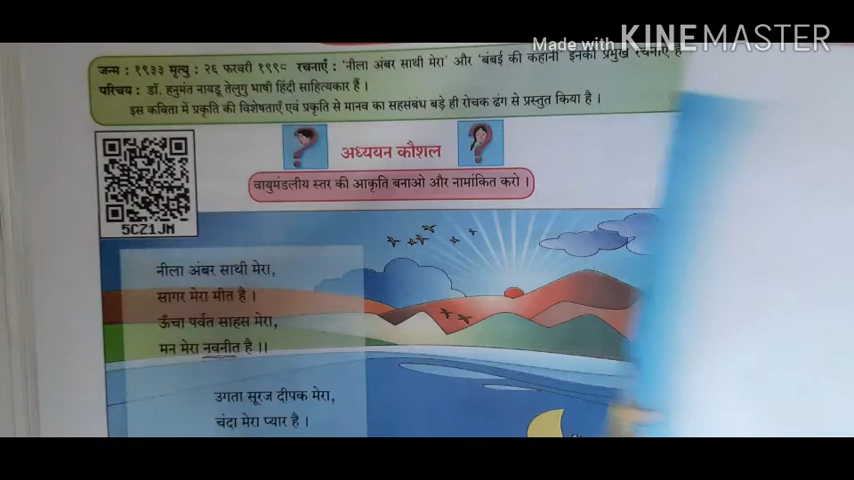 Made with KINEMASTER
जन्म : १९३३ मृत्यु : २६ फरवरी १९९८ रचनाएँ : ‘नीला अंबर साथी मेरा’ और ‘बंबई की कहानी’ इनकी प्रमुख रचनाएँ हैं
परिचय : डॉ. हनुमंत नायडू तेलुगु भाषी हिंदी साहित्यकार हैं ।
इस कविता में प्रकृति की विशेषताएँ एवं प्रकृति से मानव का सहसंबंध बड़े ही रोचक ढंग से प्रस्तुत किया है ।
अध्ययन कौशल
वायुमंडलीय स्तर की आकृति बनाओ और नामांकित करो ।
5CZ1JM
नीला अंबर साथी मेरा,
सागर मेरा मीत है ।
ऊँचा पर्वत साहस मेरा,
मन मेरा नवनीत है ।।
उगता सूरज दीपक मेरा,
चंदा मेरा प्यार है ।